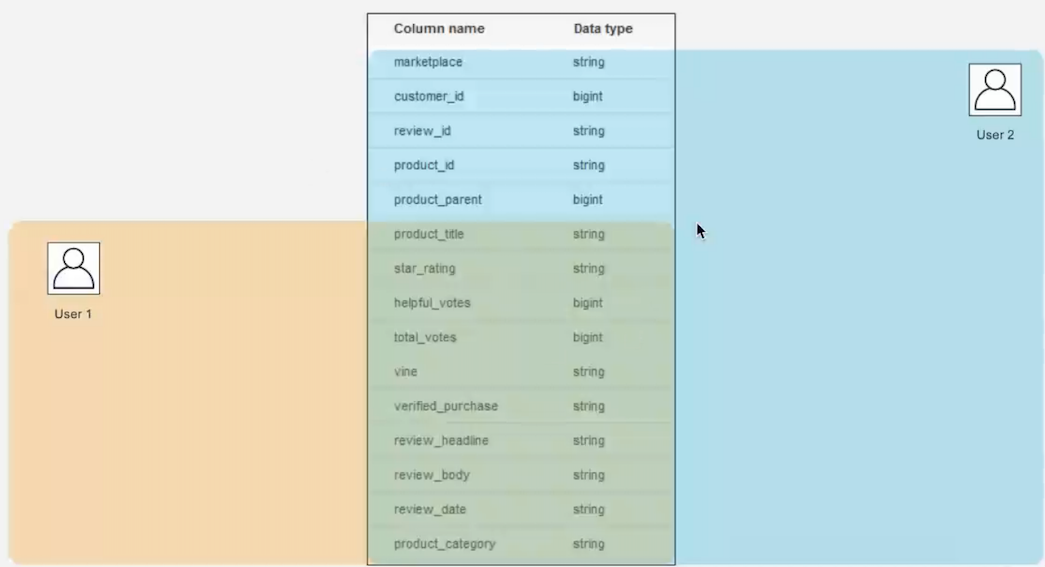 Column name Data type
marketplace string
customer_id bigint
review_id string
product_id string
product_parent bigint
User 2
product_title string
star_rating string
helpful_votes bigint
total_votes bigint
vine string
verified_purchase string
review_headline string
review_body string
review_date string
product_category string
User 1